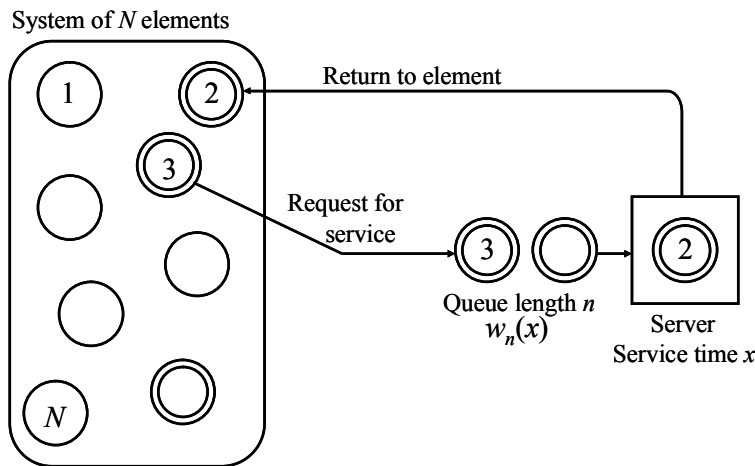 System of N elements
1
2
Return to element
3
Request for
service
3
2
Queue length n
wₙ(x)
Server
Service time x
N